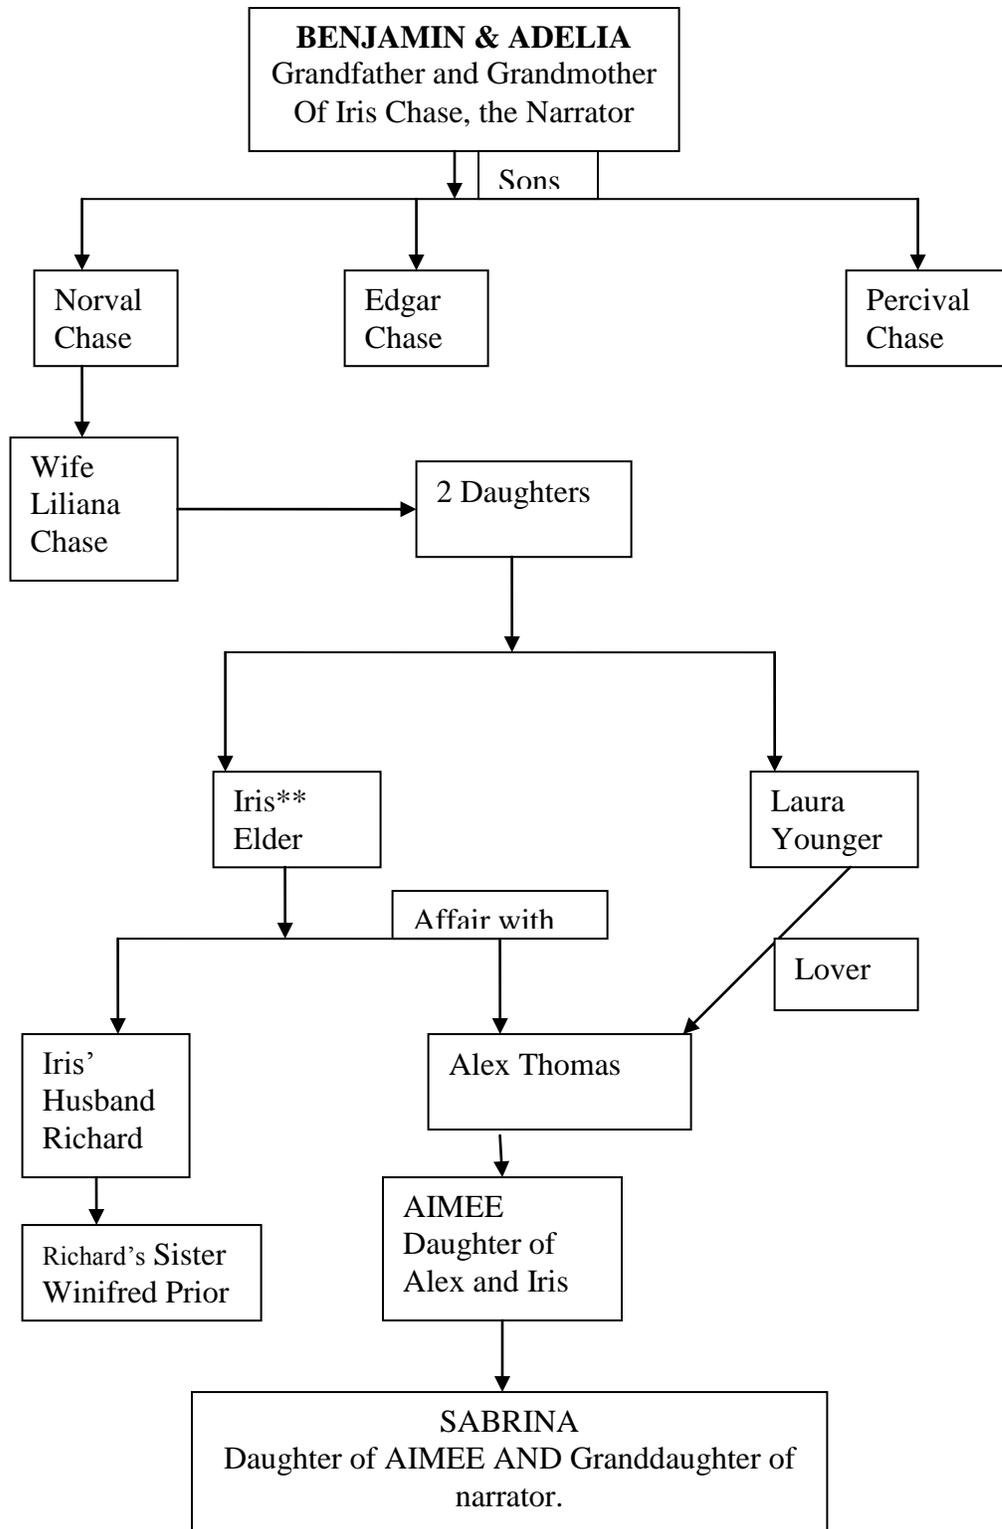 BENJAMIN & ADELIA
Grandfather and Grandmother
Of Iris Chase, the Narrator
Sons
Norval
Chase
Edgar
Chase
Percival
Chase
Wife
Liliana
Chase
2 Daughters
Iris**
Elder
Laura
Younger
Affair with
Lover
Iris’
Husband
Richard
Alex Thomas
Richard’s Sister
Winifred Prior
AIMEE
Daughter of
Alex and Iris
SABRINA
Daughter of AIMEE AND Granddaughter of
narrator.